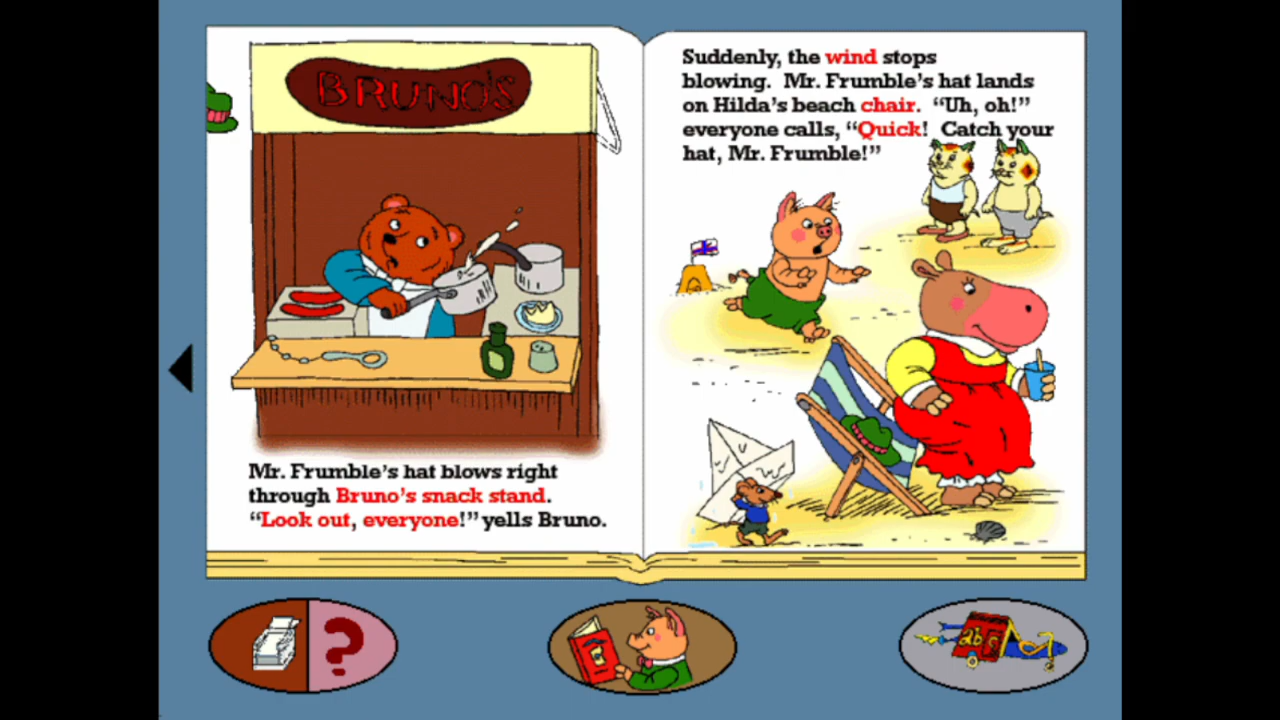 BRUNO'S
Mr. Frumble's hat blows right
through Bruno's snack stand.
“Look out, everyone!” yells Bruno.
Suddenly, the wind stops
blowing. Mr. Frumble's hat lands
on Hilda's beach chair. “Uh, oh!”
everyone calls, “Quick! Catch your
hat, Mr. Frumble!”
?
abc